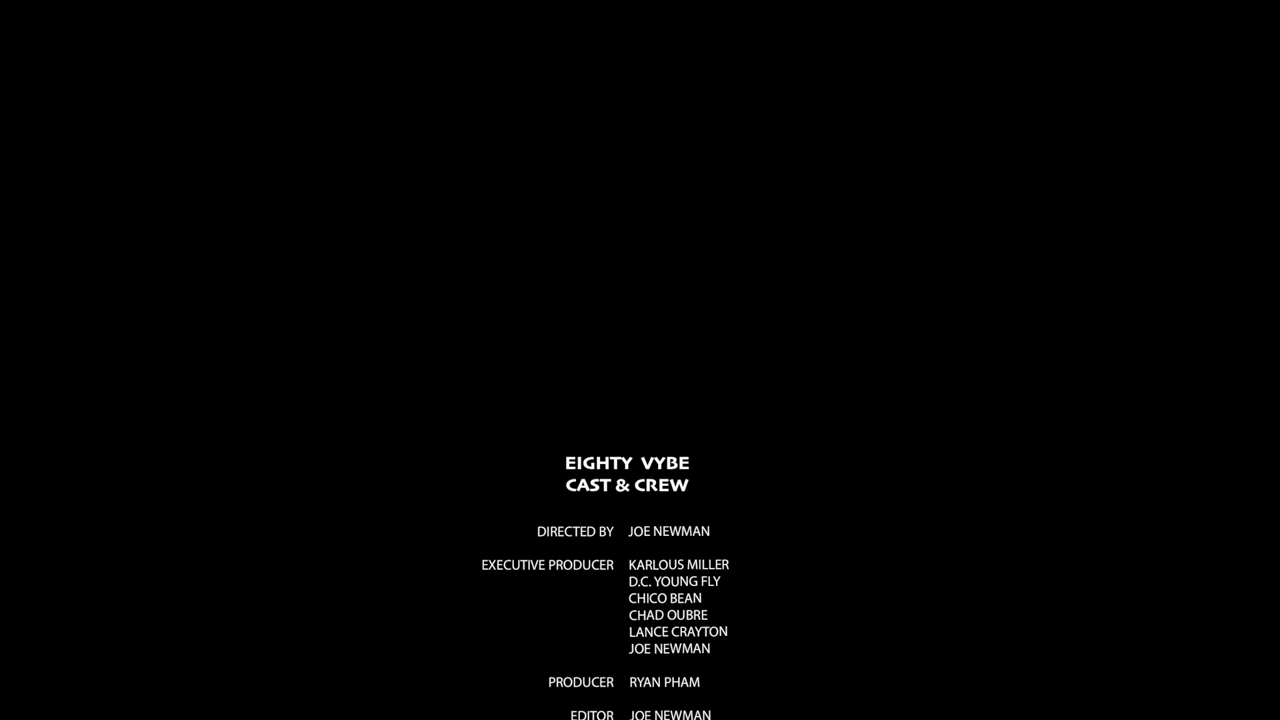 EIGHTY VYBE
CAST & CREW
DIRECTED BY JOE NEWMAN
EXECUTIVE PRODUCER KARLOUS MILLER
D.C. YOUNG FLY
CHICO BEAN
CHAD OUBRE
LANCE CRAYTON
JOE NEWMAN
PRODUCER RYAN PHAM
EDITOR JOE NEWMAN